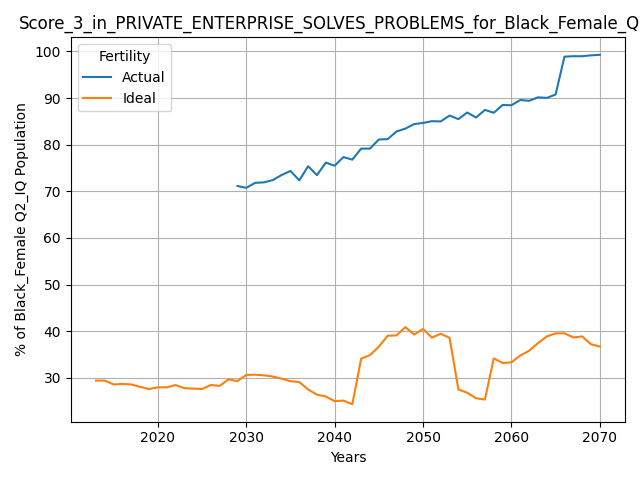 Score_3_in_PRIVATE_ENTERPRISE_SOLVES_PROBLEMS_for_Black_Female_Q
Fertility
Actual
Ideal
% of Black_Female Q2_IQ Population
100
90
80
70
60
50
40
30
2020 2030 2040 2050 2060 2070
Years